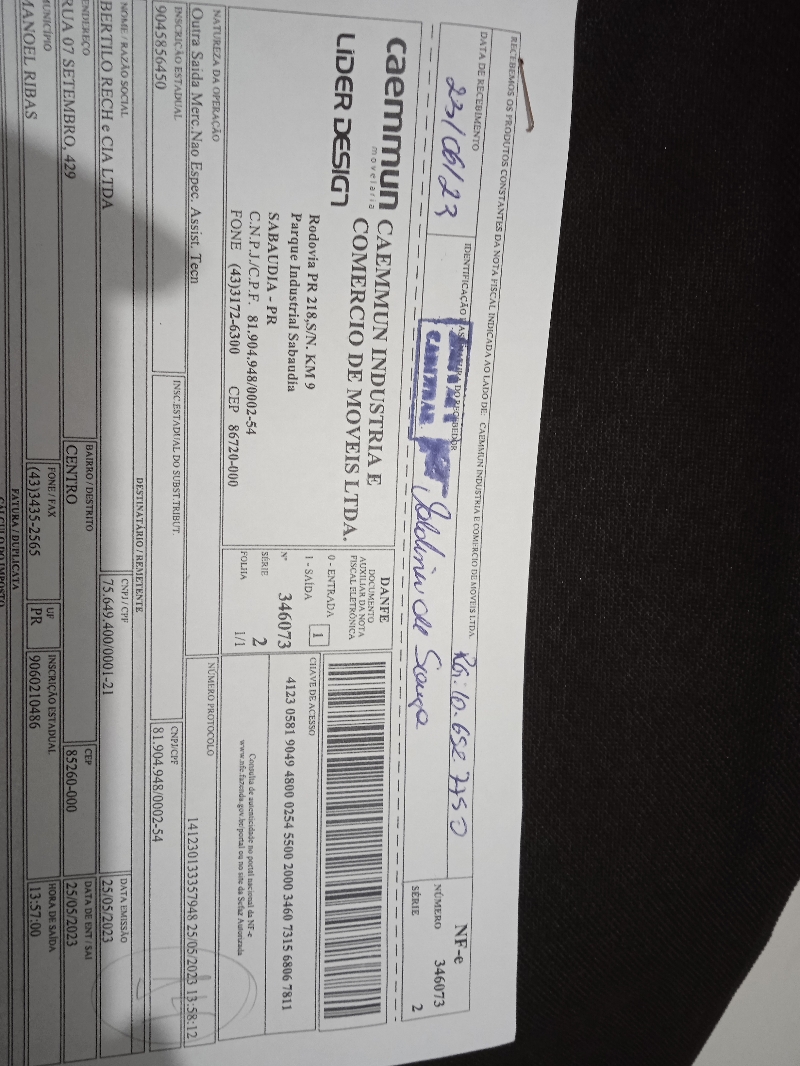 RECEBEMOS OS PRODUTOS CONSTANTES DA NOTA FISCAL INDICADA AO LADO DE: CAEMMUN INDUSTRIA E COMERCIO DE MOVEIS LTDA.
DATA DE RECEBIMENTO
23/06/23
IDENTIFICAÇÃO E ASSINATURA DO RECEBEDOR
RG: 10.652 7750
de Souza
NF-e
NÚMERO 346073
SÉRIE 2
caemmun
movelaria
LIDER DESIGN
CAEMMUN INDUSTRIA E
COMERCIO DE MOVEIS LTDA.
Rodovia PR 218,S/N. KM 9
Parque Industrial Sabaudia
SABAUDIA - PR
C.N.P.J./C.P.F. 81.904.948/0002-54
FONE (43)3172-6300 CEP 86720-000
DANFE
DOCUMENTO
AUXILIAR DA NOTA
FISCAL ELETRÔNICA
0 - ENTRADA
1 - SAÍDA
1
Nº 346073
SÉRIE 2
FOLHA 1/1
CHAVE DE ACESSO
4123 0581 9049 4800 0254 5500 2000 3460 7315 6806 7811
Consulta de autenticidade no portal nacional da NF-e
www.nfe.fazenda.gov.br/portal ou no site da Sefaz Autorizada
NATUREZA DA OPERAÇÃO
Outra Saida Merc.Nao Espec. Assist. Tecn
NÚMERO PROTOCOLO
141230133357948 25/05/2023 13:58:12
INSCRIÇÃO ESTADUAL
9045856450
INSC.ESTADUAL DO SUBST.TRIBUT.
CNPJ/CPF
81.904.948/0002-54
DESTINATÁRIO / REMETENTE
NOME / RAZÃO SOCIAL
BERTILO RECH e CIA LTDA
CNPJ / CPF
75.649.400/0001-21
DATA EMISSÃO
25/05/2023
ENDEREÇO
RUA 07 SETEMBRO, 429
BAIRRO / DISTRITO
CENTRO
CEP
85260-000
DATA DE ENT / SAI
25/05/2023
MUNICÍPIO
MANOEL RIBAS
FONE / FAX
(43)3435-2565
UF
PR
INSCRIÇÃO ESTADUAL
9060210486
HORA DE SAÍDA
13:57:00
FATURA / DUPLICATA
CÁLCULO DO IMPOSTO